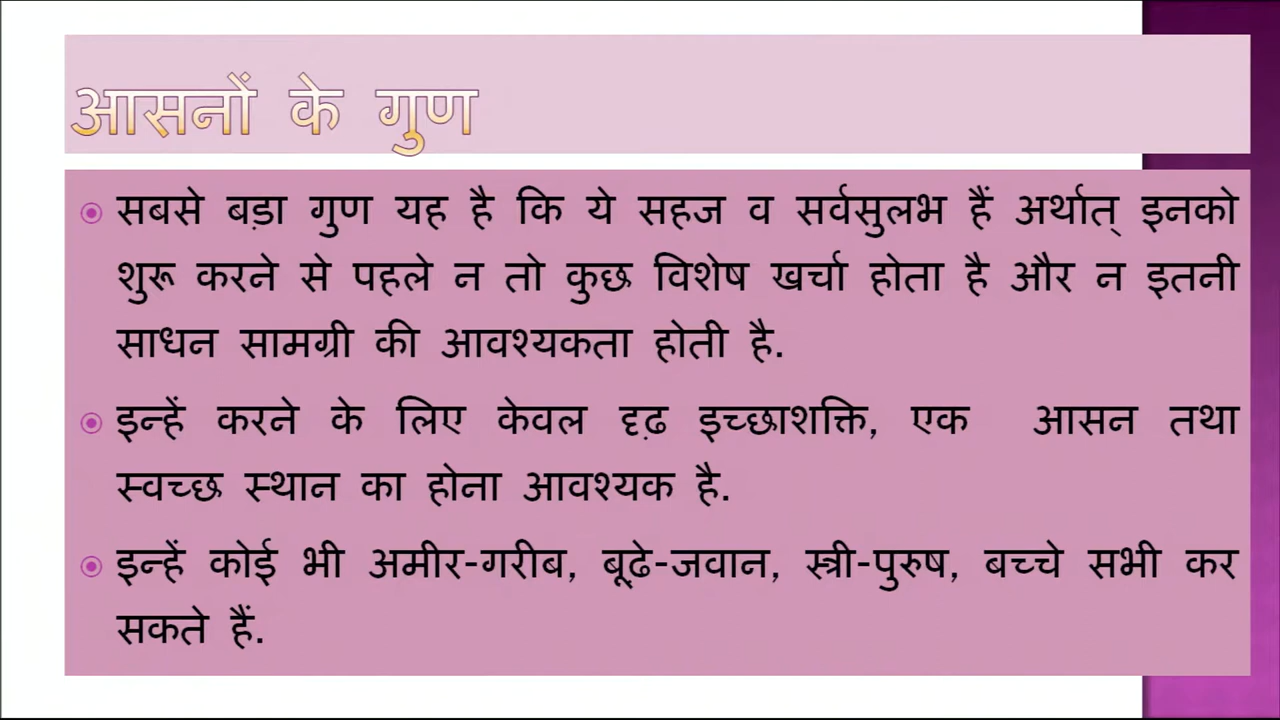 आसनों के गुण
सबसे बड़ा गुण यह है कि ये सहज व सर्वसुलभ हैं अर्थात् इनको
शुरू करने से पहले न तो कुछ विशेष खर्चा होता है और न इतनी
साधन सामग्री की आवश्यकता होती है.
इन्हें करने के लिए केवल दृढ़ इच्छाशक्ति, एक आसन तथा
स्वच्छ स्थान का होना आवश्यक है.
इन्हें कोई भी अमीर-गरीब, बूढे-जवान, स्त्री-पुरुष, बच्चे सभी कर
सकते हैं.